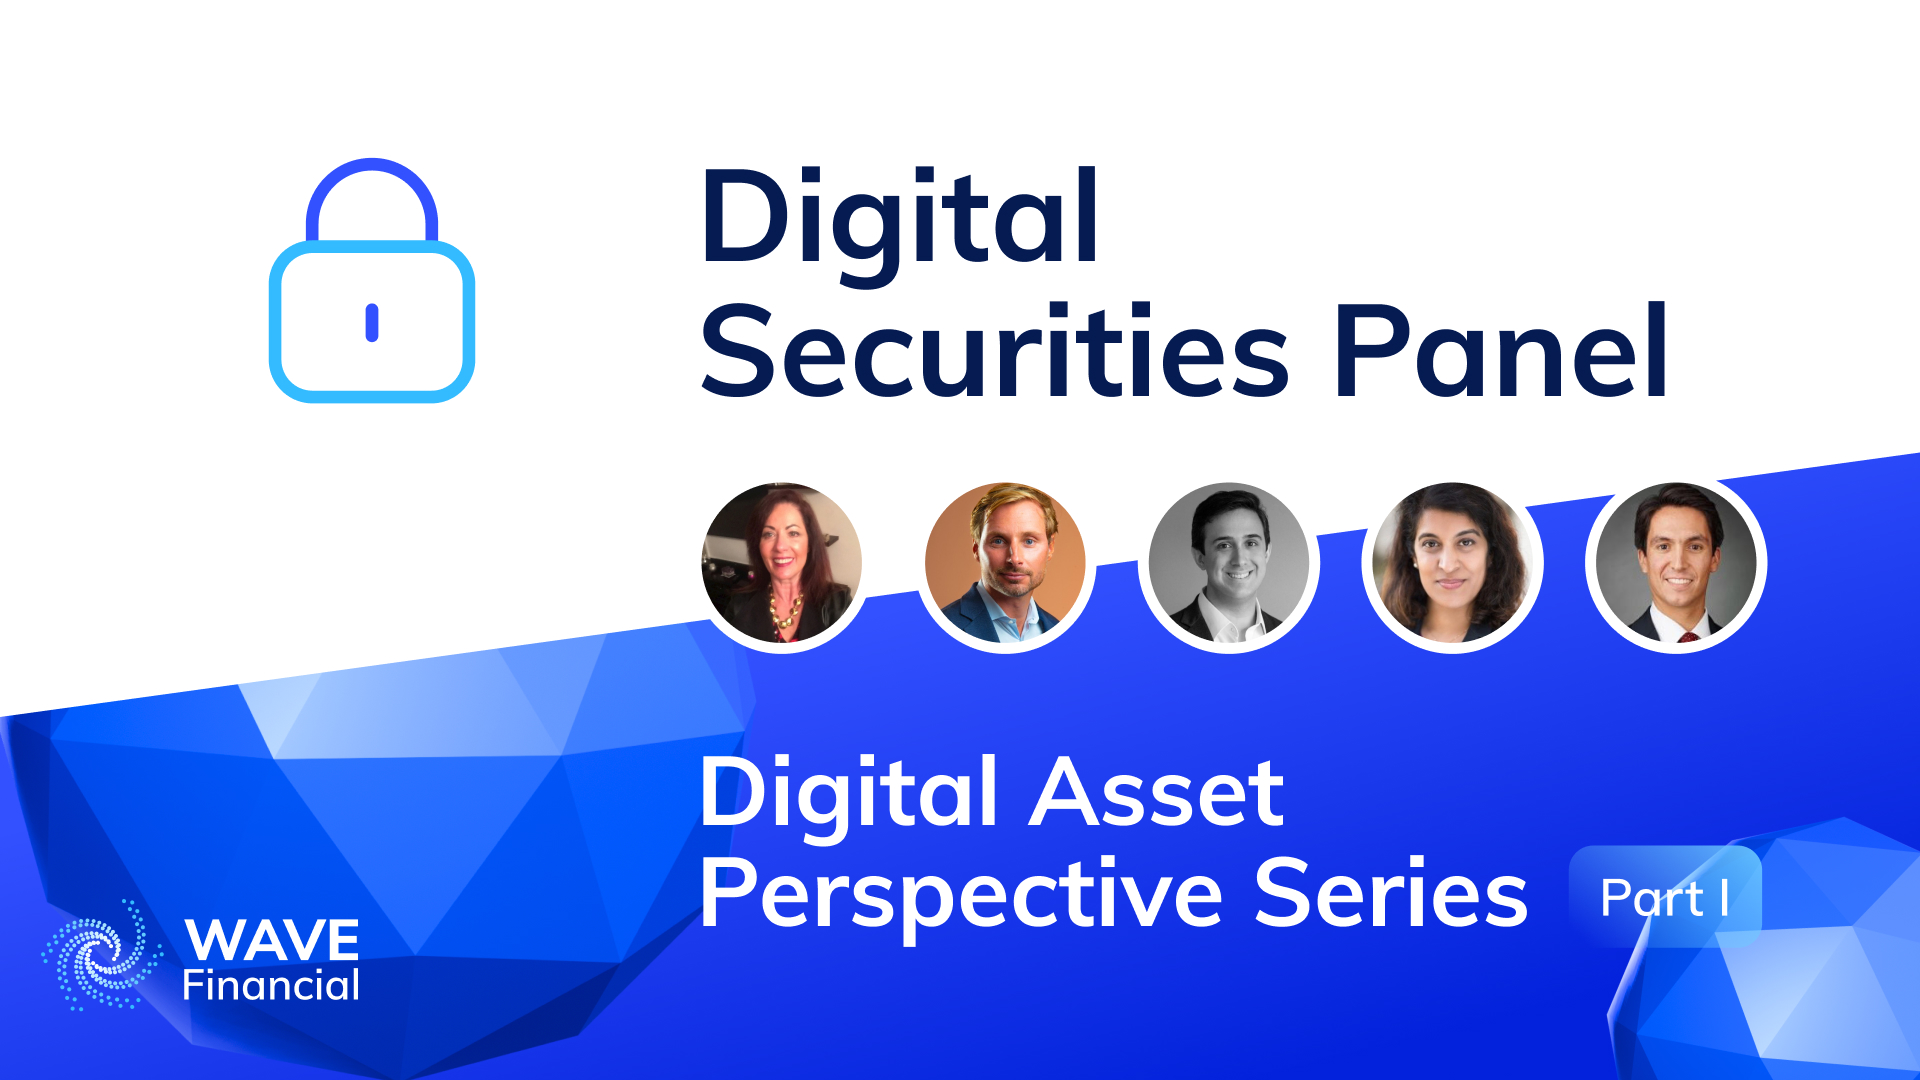 Digital
Securities Panel
Digital Asset
Perspective Series
Part I
WAVE
Financial